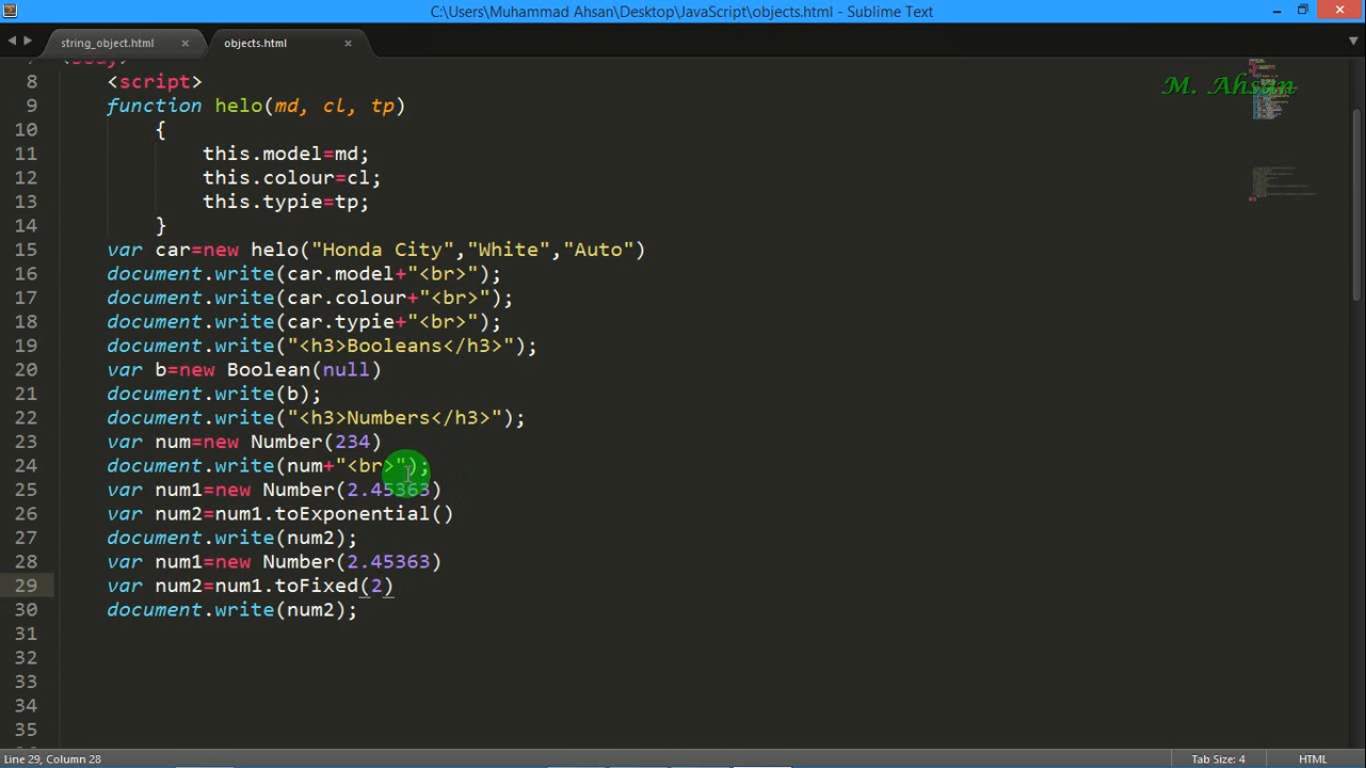 C:\Users\Muhammad Ahsan\Desktop\JavaScript\objects.html - Sublime Text
string_object.html × objects.html ×
M. Ahsan
8 <script>
9 function helo(md, cl, tp)
10 {
11 this.model=md;
12 this.colour=cl;
13 this.typie=tp;
14 }
15 var car=new helo("Honda City","White","Auto")
16 document.write(car.model+"<br>");
17 document.write(car.colour+"<br>");
18 document.write(car.typie+"<br>");
19 document.write("<h3>Booleans</h3>");
20 var b=new Boolean(null)
21 document.write(b);
22 document.write("<h3>Numbers</h3>");
23 var num=new Number(234)
24 document.write(num+"<br>");
25 var num1=new Number(2.45363)
26 var num2=num1.toExponential()
27 document.write(num2);
28 var num1=new Number(2.45363)
29 var num2=num1.toFixed(2)
30 document.write(num2);
31
32
33
34
35
Line 29, Column 28 Tab Size: 4 HTML